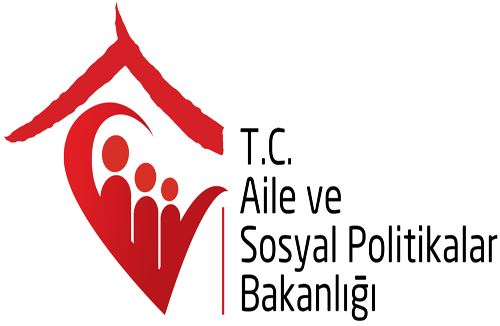 T.C.
Aile ve
Sosyal Politikalar
Bakanlığı